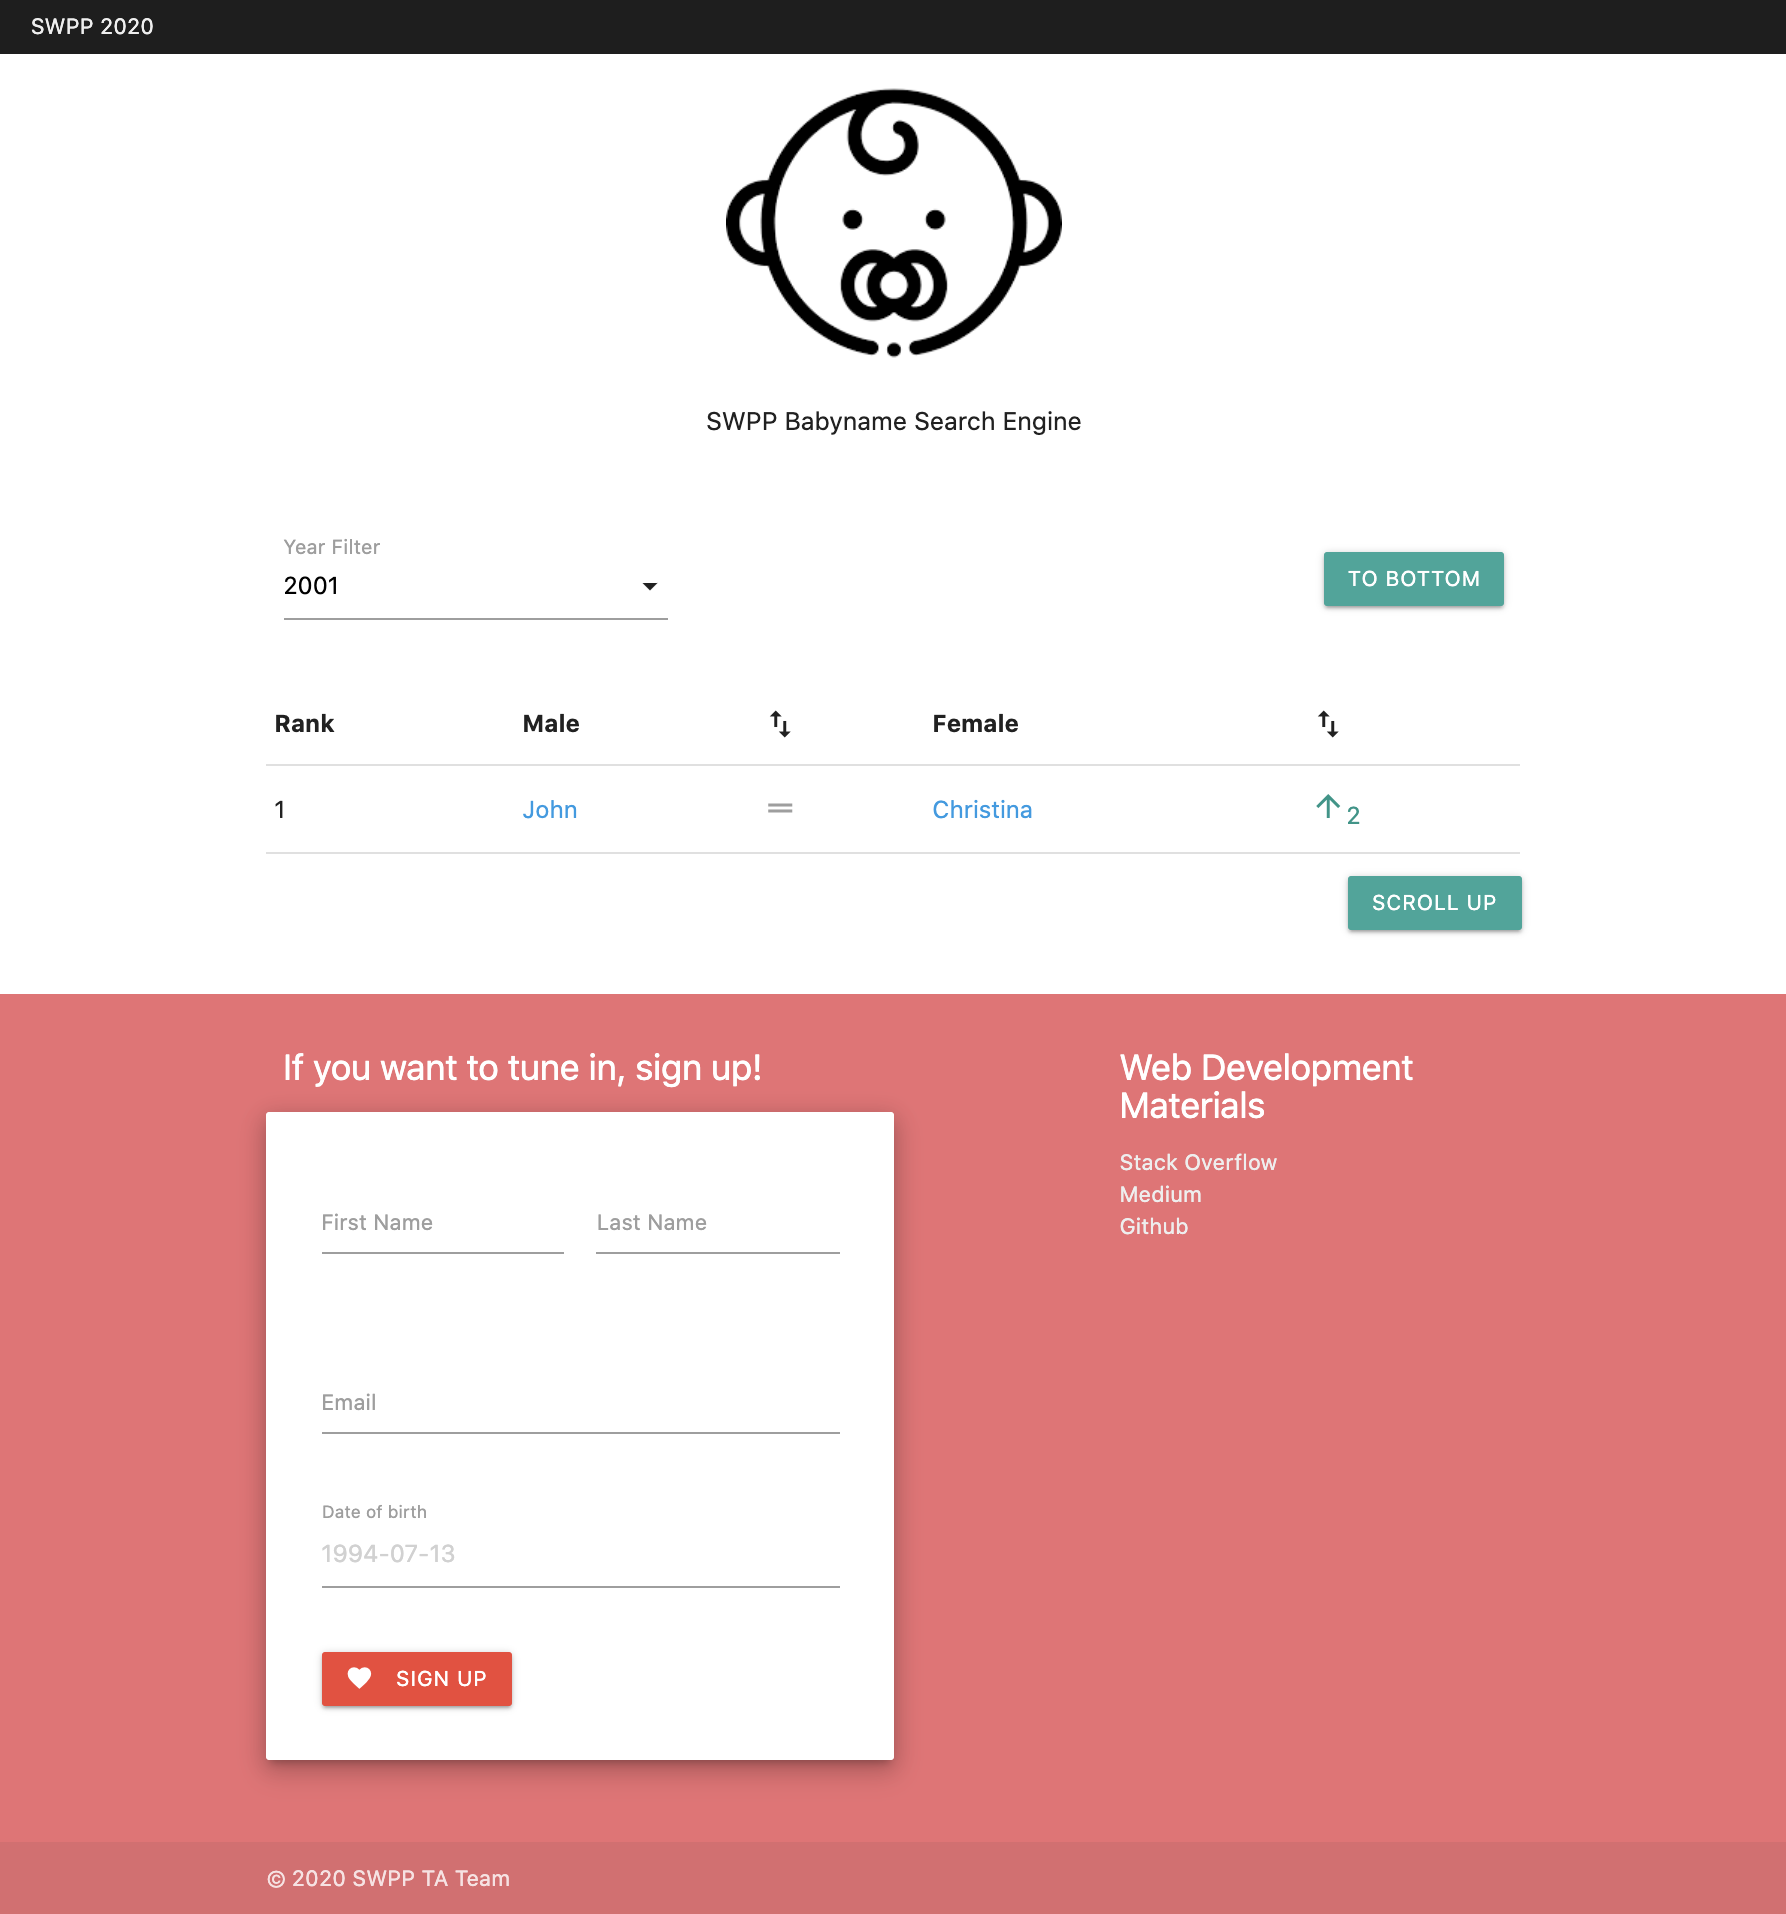 SWPP 2020
SWPP Babyname Search Engine
Year Filter
2001
TO BOTTOM
Rank Male Female
1 John Christina 2
SCROLL UP
If you want to tune in, sign up!
First Name Last Name
Email
Date of birth
1994-07-13
SIGN UP
Web Development
Materials
Stack Overflow
Medium
Github
© 2020 SWPP TA Team